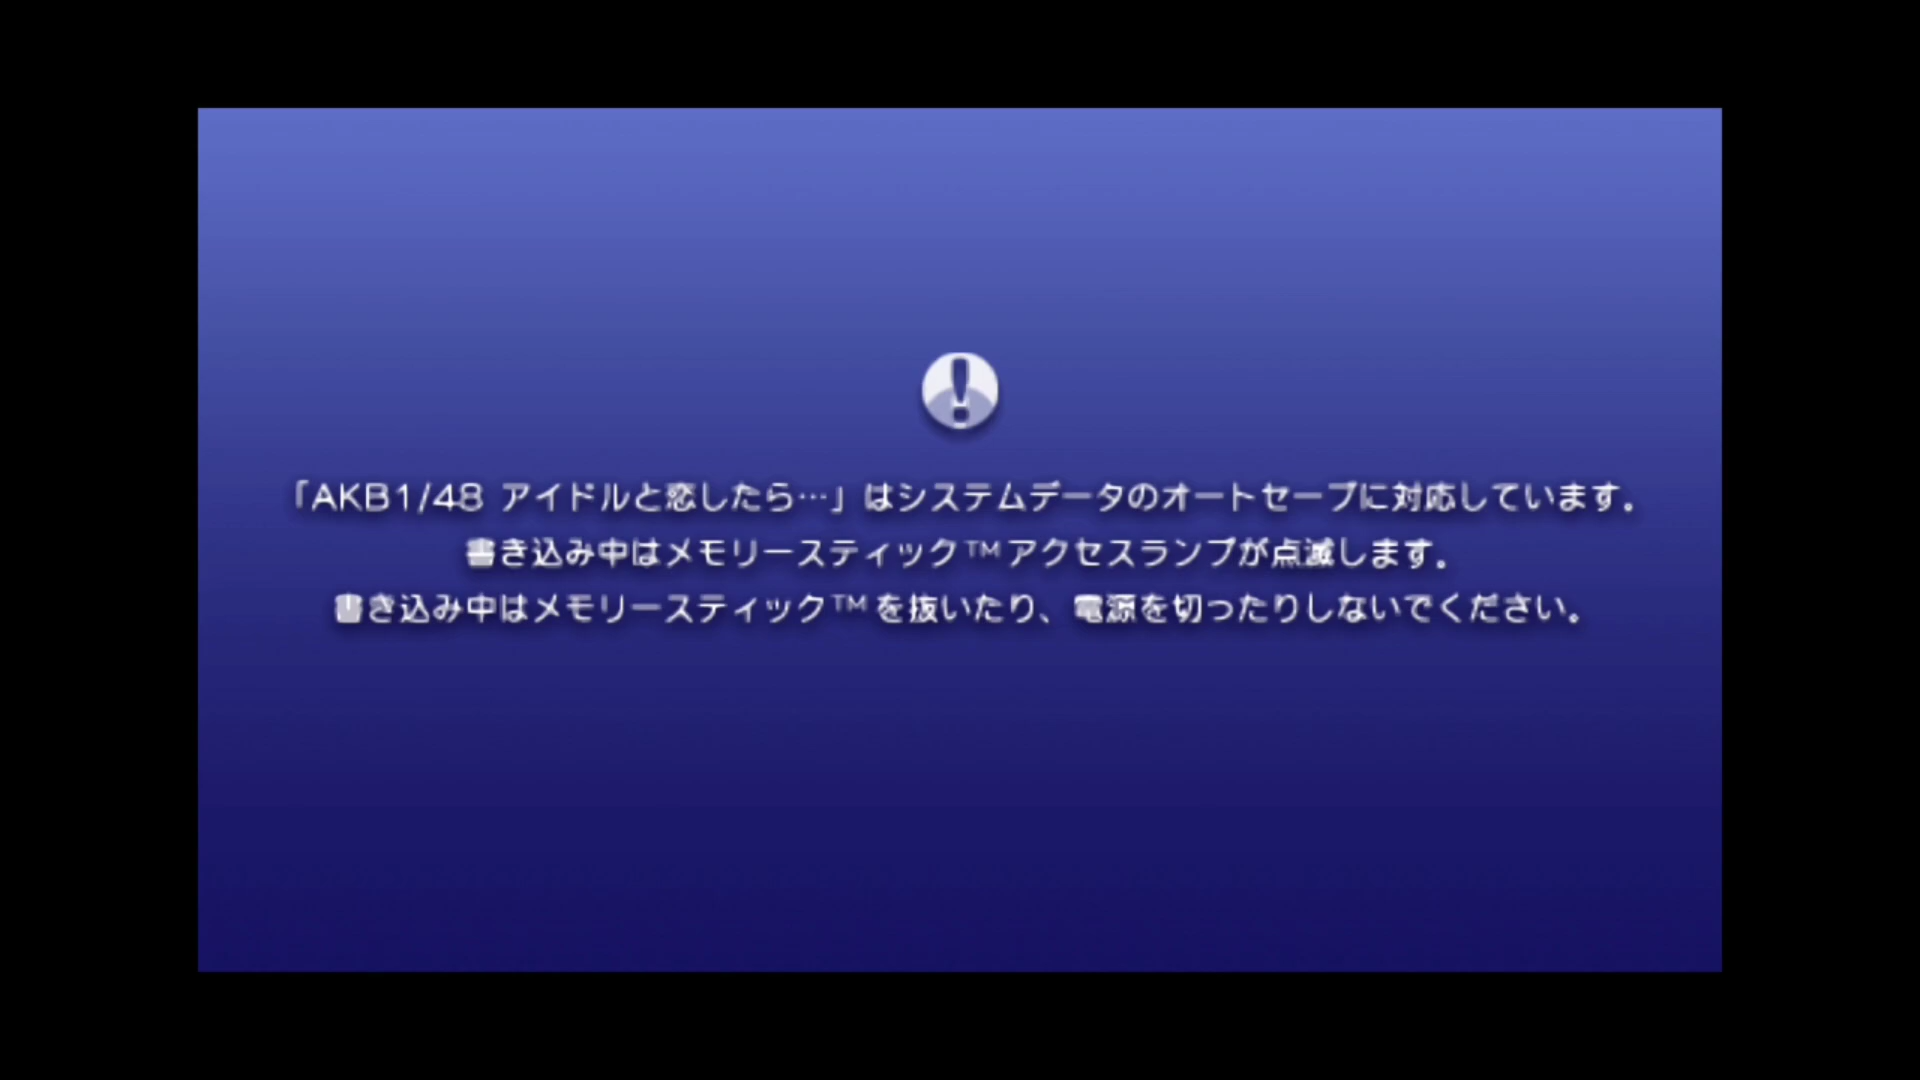 「AKB1/48 アイドルと恋したら…」はシステムデータのオートセーブに対応しています。
書き込み中はメモリースティック™アクセスランプが点滅します。
書き込み中はメモリースティック™を抜いたり、電源を切ったりしないでください。